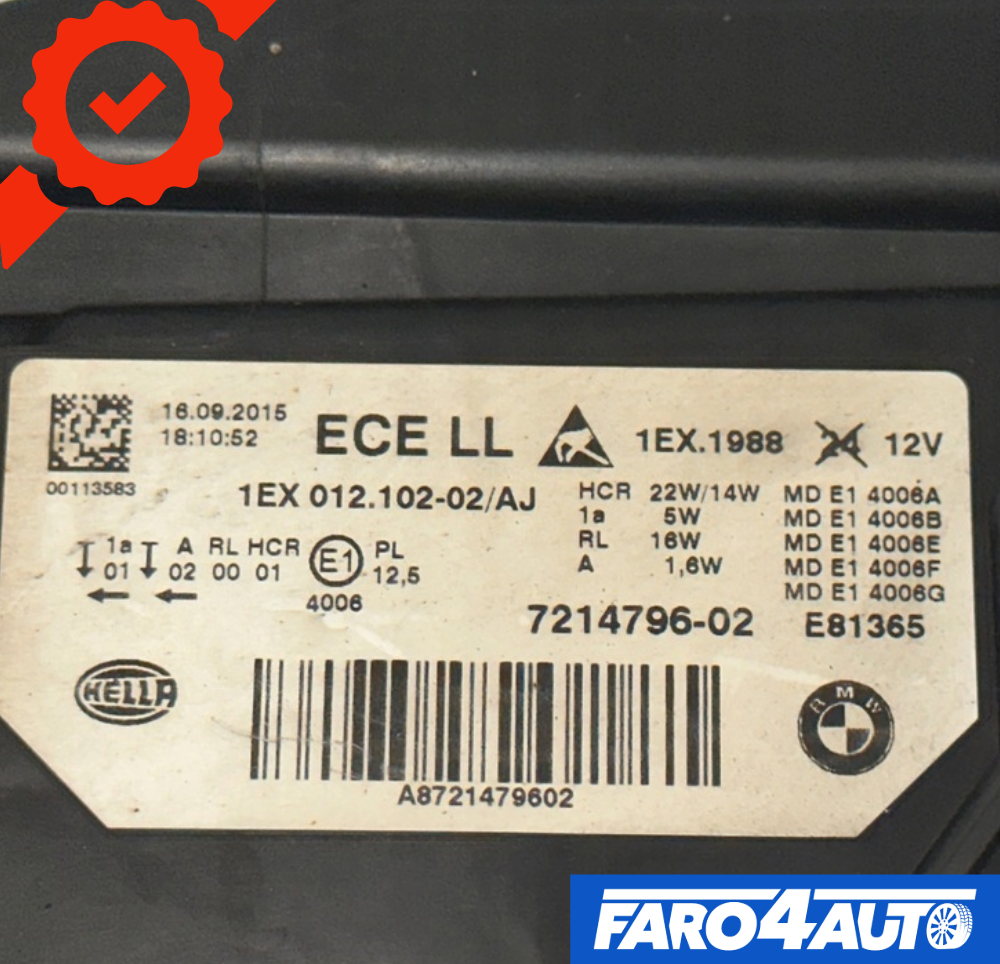 16.09.2015
18:10:52
00113583
ECE LL
1EX.1988 24 12V
1EX 012.102-02/AJ
HCR 22W/14W
1a 5W
RL 16W
A 1,6W
MD E1 4006A
MD E1 4006B
MD E1 4006E
MD E1 4006F
MD E1 4006G
1a A RL HCR
01 02 00 01
E1
4006
PL
12,5
7214796-02 E81365
HELLA
BMW
A8721479602
FARO4AUTO